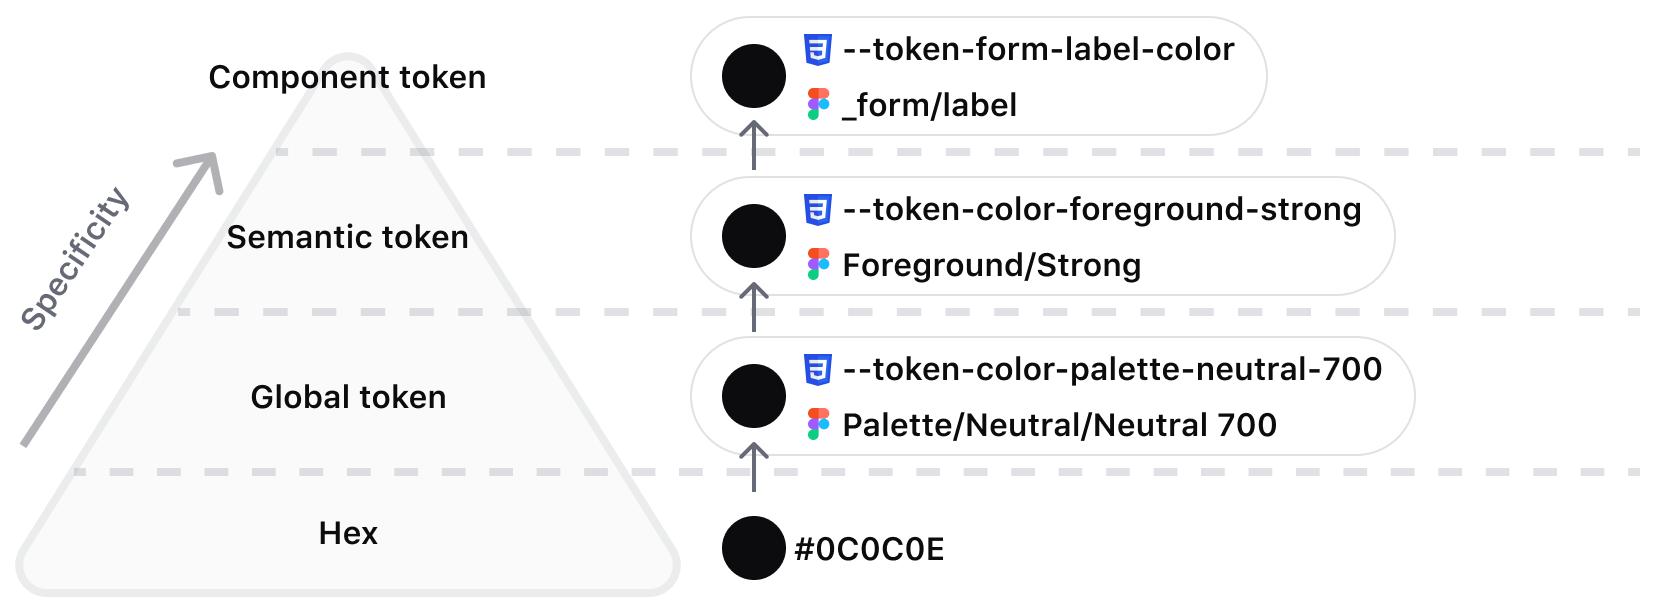 Component token
--token-form-label-color
_form/label
Specificity
Semantic token
--token-color-foreground-strong
Foreground/Strong
Global token
--token-color-palette-neutral-700
Palette/Neutral/Neutral 700
Hex
#0C0C0E